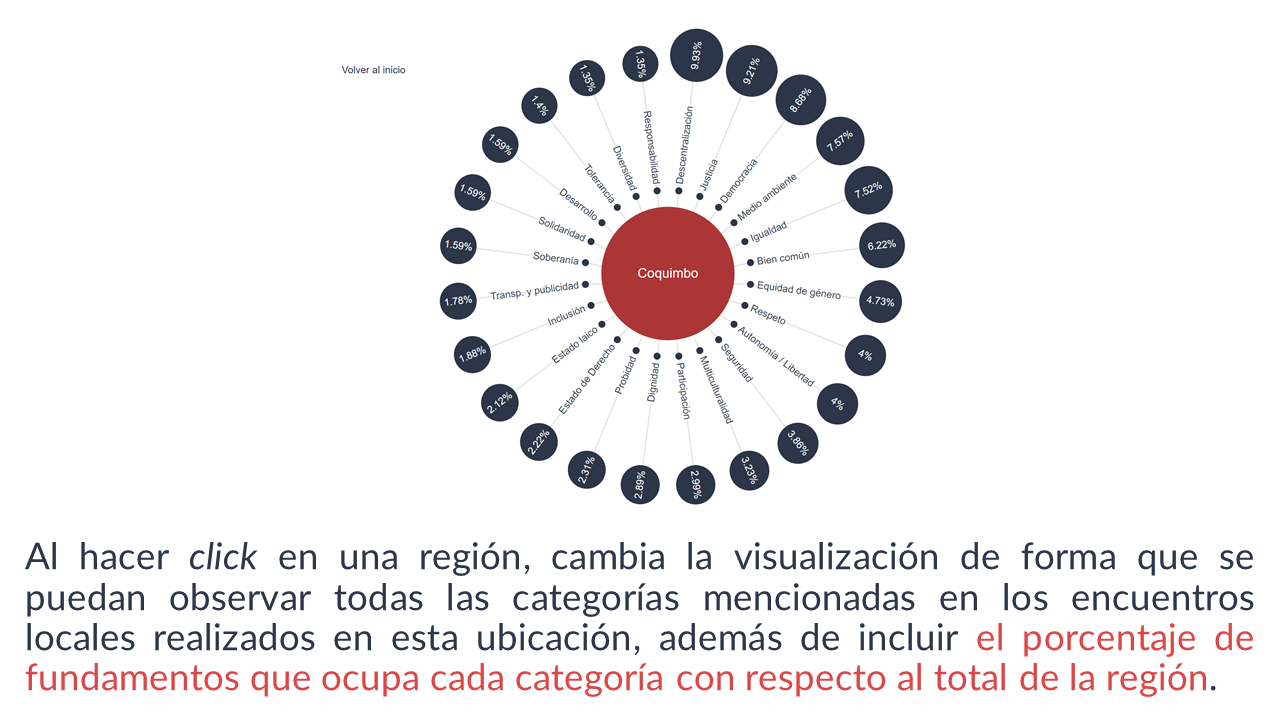 Volver al inicio
Coquimbo
Descentralización
9.93%
Justicia
9.21%
Democracia
8.68%
Medio ambiente
7.57%
Igualdad
7.52%
Bien común
6.22%
Equidad de género
4.73%
Respeto
4%
Autonomía / Libertad
4%
Seguridad
3.86%
Multiculturalidad
3.23%
Participación
2.99%
Dignidad
2.89%
Probidad
2.31%
Estado de Derecho
2.22%
Estado laico
2.12%
Inclusión
1.88%
Transp. y publicidad
1.78%
Soberanía
1.59%
Solidaridad
1.59%
Desarrollo
1.59%
Tolerancia
1.4%
Diversidad
1.35%
Responsabilidad
1.35%
Al hacer click en una región, cambia la visualización de forma que se
puedan observar todas las categorías mencionadas en los encuentros
locales realizados en esta ubicación, además de incluir el porcentaje de
fundamentos que ocupa cada categoría con respecto al total de la región.